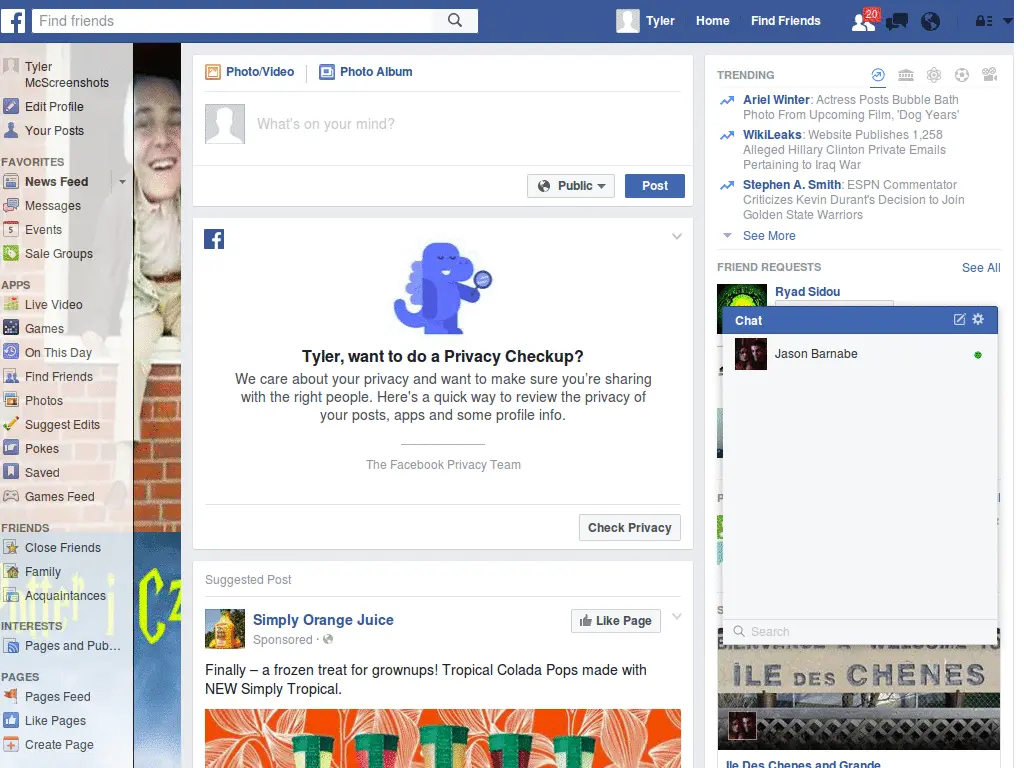 f
Find friends
Tyler
Home
Find Friends
20
Tyler
McScreenshots
Edit Profile
Your Posts
FAVORITES
News Feed
Messages
5
Events
Sale Groups
APPS
Live Video
Games
On This Day
Find Friends
Photos
Suggest Edits
Pokes
Saved
Games Feed
FRIENDS
Close Friends
Family
Acquaintances
INTERESTS
Pages and Pub...
PAGES
Pages Feed
Like Pages
Create Page
Photo/Video
Photo Album
What's on your mind?
Public
Post
f
Tyler, want to do a Privacy Checkup?
We care about your privacy and want to make sure you're sharing
with the right people. Here's a quick way to review the privacy of
your posts, apps and some profile info.
The Facebook Privacy Team
Check Privacy
Suggested Post
Simply Orange Juice
Sponsored ·
Like Page
Finally – a frozen treat for grownups! Tropical Colada Pops made with
NEW Simply Tropical.
TRENDING
Ariel Winter: Actress Posts Bubble Bath
Photo From Upcoming Film, 'Dog Years'
WikiLeaks: Website Publishes 1,258
Alleged Hillary Clinton Private Emails
Pertaining to Iraq War
Stephen A. Smith: ESPN Commentator
Criticizes Kevin Durant's Decision to Join
Golden State Warriors
See More
FRIEND REQUESTS
See All
Ryad Sidou
Chat
Jason Barnabe
Search
ÎLE DES CHÊNES
Ile Des Chenes and Grande